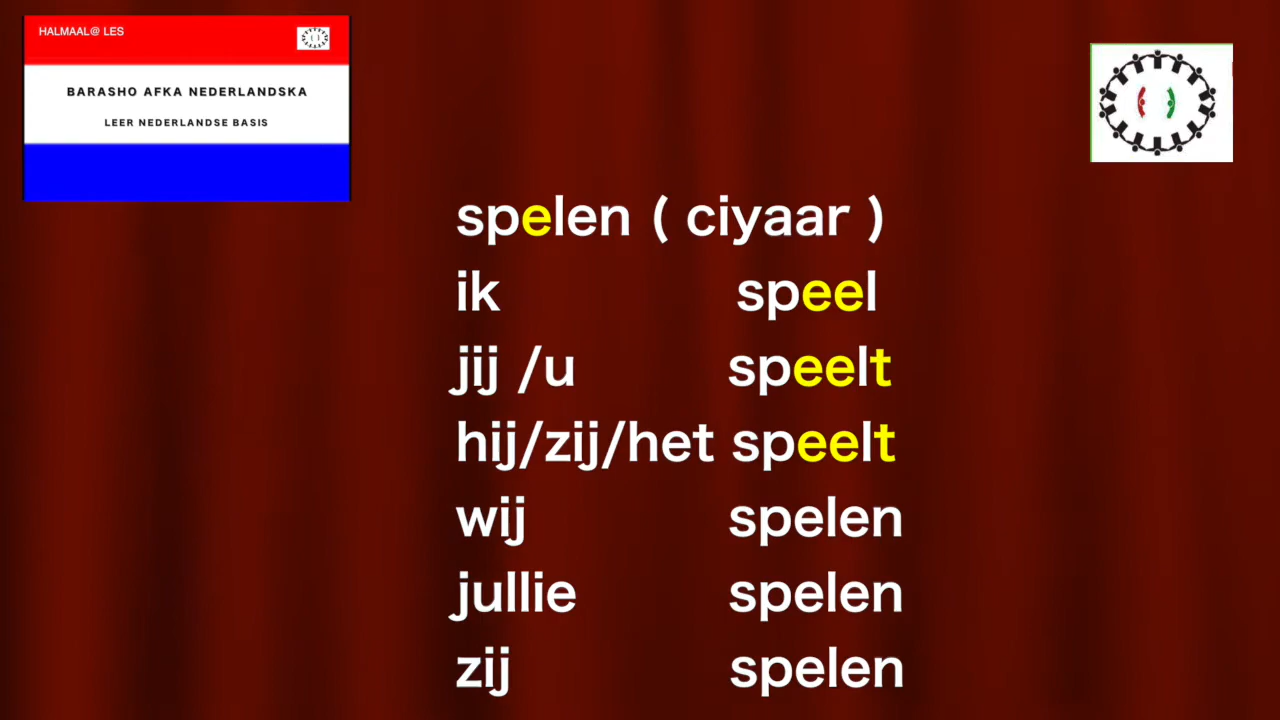 HALMAAL@ LES
BARASHO AFKA NEDERLANDSKA
LEER NEDERLANDSE BASIS
spelen ( ciyaar )
ik speel
jij /u speelt
hij/zij/het speelt
wij spelen
jullie spelen
zij spelen